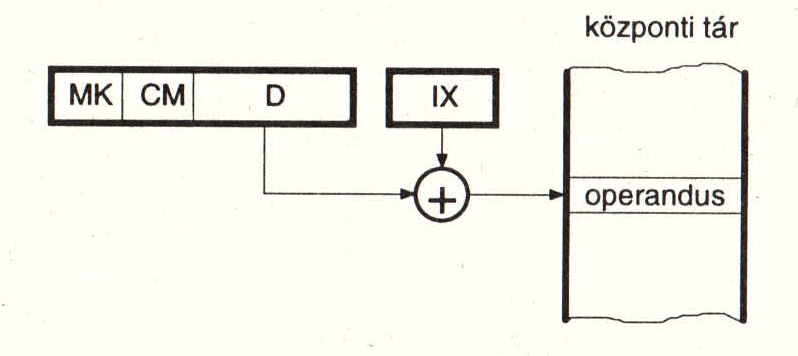 központi tár
MK CM D IX
+
operandus